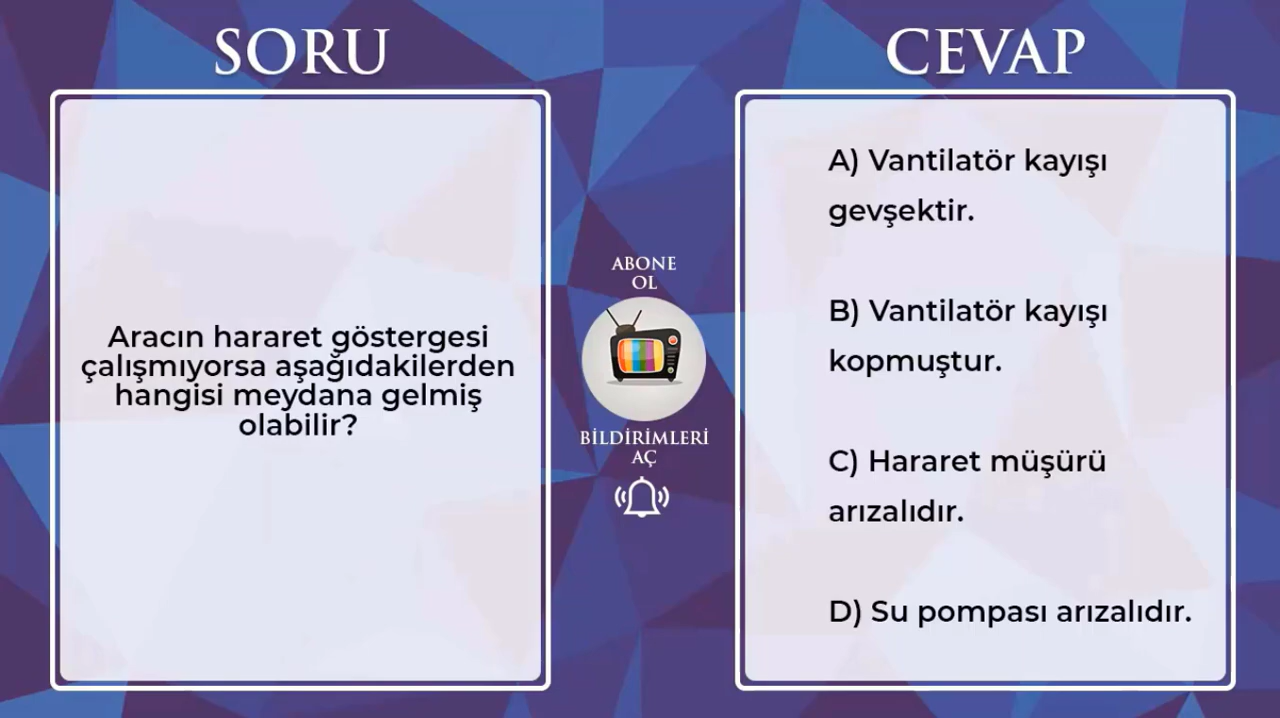 SORU
Aracın hararet göstergesi
çalışmıyorsa aşağıdakilerden
hangisi meydana gelmiş
olabilir?
ABONE
OL
BİLDİRİMLERİ
AÇ
CEVAP
A) Vantilatör kayışı
gevşektir.
B) Vantilatör kayışı
kopmuştur.
C) Hararet müşürü
arızalıdır.
D) Su pompası arızalıdır.